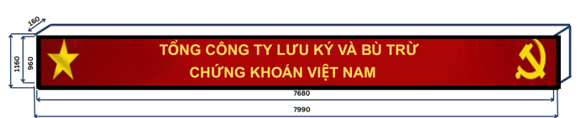 160
1160
960
TỔNG CÔNG TY LƯU KÝ VÀ BÙ TRỪ
CHỨNG KHOÁN VIỆT NAM
7680
7990